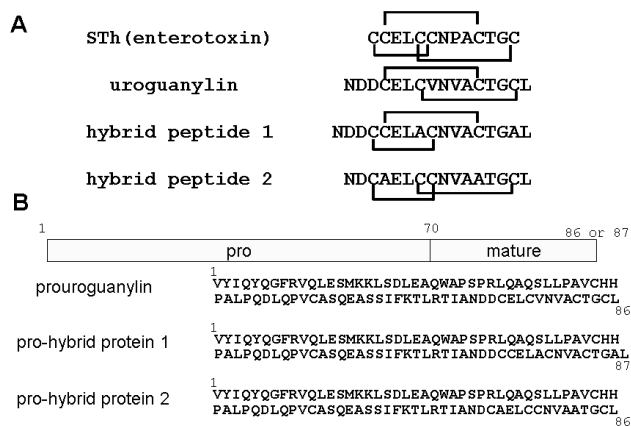 A
STh(enterotoxin) CCELCCNPACTGC
uroguanylin NDDCELCVNVACTGCL
hybrid peptide 1 NDDCCELACNVACTGAL
hybrid peptide 2 NDCAELCCNVAATGCL
B
1 70 86 or 87
pro mature
1
prouroguanylin VYIQYQGFRVQLESMKKLSDLEAQWAPSPRLQAQSLLPAVCHH
PALPQDLQPVCASQEASSIFKTLRTIANDDCELCVNVACTGCL
86
1
pro-hybrid protein 1 VYIQYQGFRVQLESMKKLSDLEAQWAPSPRLQAQSLLPAVCHH
PALPQDLQPVCASQEASSIFKTLRTIANDDCCELACNVACTGAL
87
1
pro-hybrid protein 2 VYIQYQGFRVQLESMKKLSDLEAQWAPSPRLQAQSLLPAVCHH
PALPQDLQPVCASQEASSIFKTLRTIANDCAELCCNVAATGCL
86